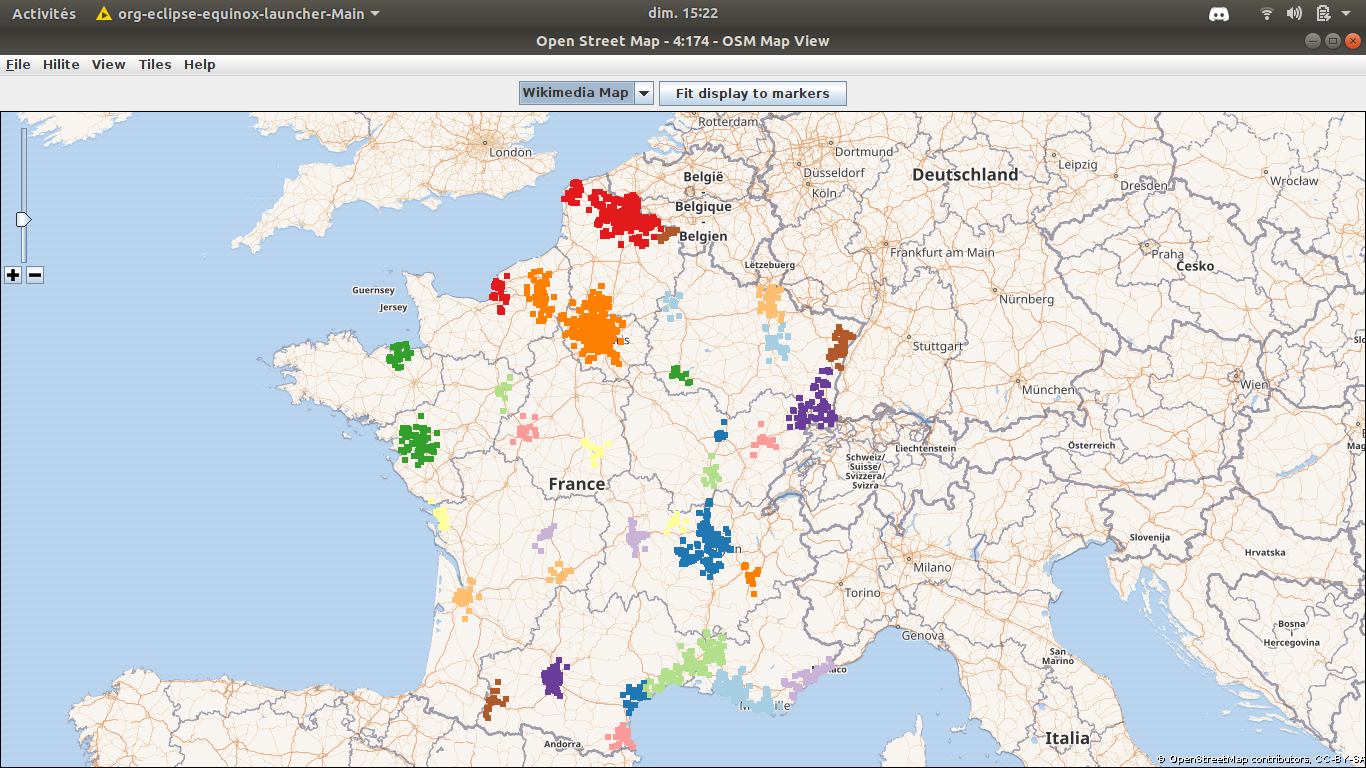 Activités org-eclipse-equinox-launcher-Main dim. 15:22
Open Street Map - 4:174 - OSM Map View
File Hilite View Tiles Help
Wikimedia Map Fit display to markers
Rotterdam
London
Dortmund
Leipzig
Düsseldorf
Deutschland
België
-
Belgique
-
Belgien
Köln
Dresden
Wrocław
Frankfurt am Main
Praha
Česko
Lëtzebuerg
Guernsey
Jersey
Nürnberg
Stuttgart
München
Wien
Österreich
Liechtenstein
Schweiz/
Suisse/
Svizzera/
Svizra
France
Slovenija
Hrvatska
Milano
Torino
Genova
Bosna
i
Hercegovina
San
Marino
Andorra
Italia
+ −
© OpenStreetMap contributors, CC-BY-SA